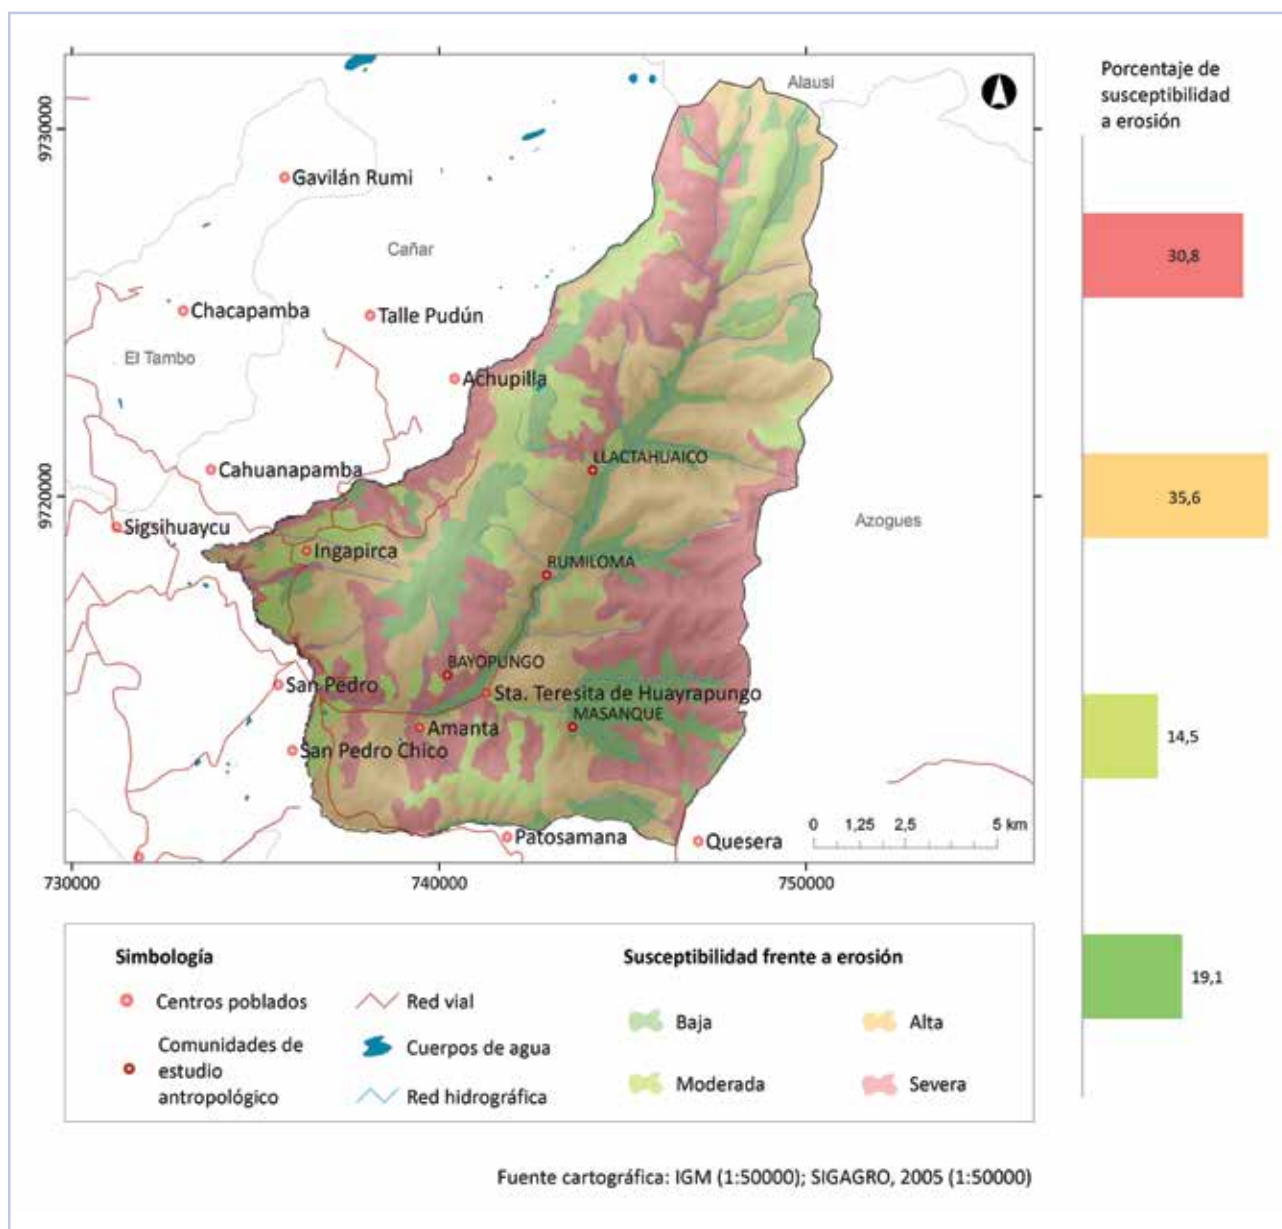 Alausi
Porcentaje de
susceptibilidad
a erosión
9730000
Gavilán Rumi
30,8
Cañar
Chacapamba
Talle Pudún
El Tambo
Achupilla
LLACTAHUAICO
Cahuanapamba
9720000
35,6
Sigsihuaycu
Azogues
Ingapirca
RUMILOMA
BAYOPUNGO
San Pedro
Sta. Teresita de Huayrapungo
MASANQUE
Amanta
14,5
San Pedro Chico
Patosamana
Quesera
0 1,25 2,5 5 km
730000
740000
750000
Simbología
Centros poblados
Comunidades de
estudio
antropológico
Red vial
Cuerpos de agua
Red hidrográfica
Susceptibilidad frente a erosión
Baja
Alta
Moderada
Severa
19,1
Fuente cartográfica: IGM (1:50000); SIGAGRO, 2005 (1:50000)